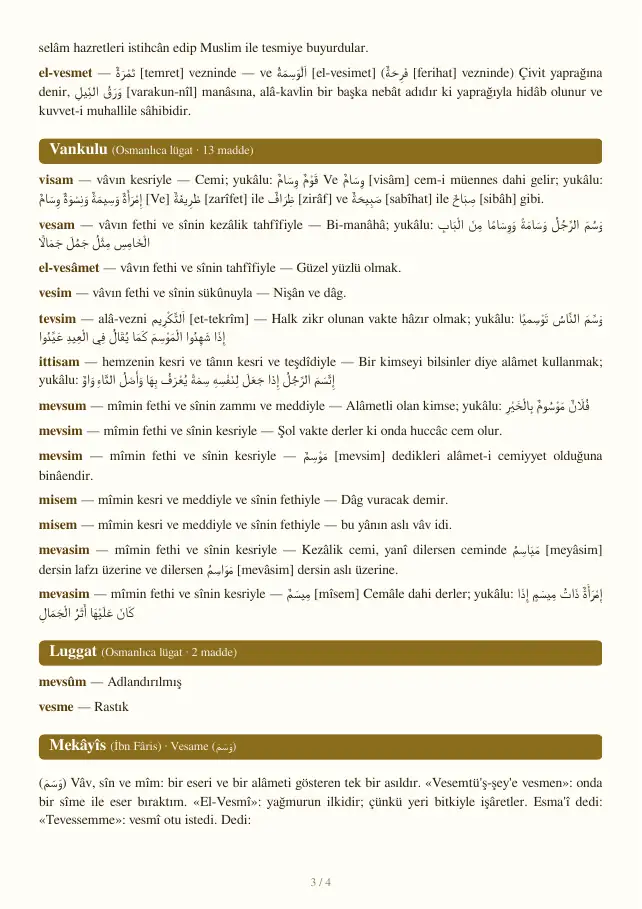 selâm hazretleri istihcân edip Muslim ile tesmiye buyurdular.
el-vesmet — ثَمْرَةٌ [temret] vezninde — ve اَلْوَسِمَةُ [el-vesimet] (فَرِحَةٌ [ferihat] vezninde) Çivit yaprağına
denir, وَرَقُ النِّيلِ [varakun-nîl] manâsına, alâ-kavlin bir başka nebât adıdır ki yaprağıyla hidâb olunur ve
kuvvet-i muhallile sâhibidir.
Vankulu (Osmanlıca lügat · 13 madde)
visam — vâvın kesriyle — Cemi; yukâlu: قَوْمٌ وِسَامٌ Ve وِسَامٌ [visâm] cem-i müennes dahi gelir; yukâlu:
إِمْرَأَةٌ وَسِيمَةٌ وَنِسْوَةٌ وِسَامٌ [Ve] ظَرِيفَةٌ [zarîfet] ile ظِرَافٌ [zirâf] ve صَبِيحَةٌ [sabîhat] ile صِبَاحٌ [sibâh] gibi.
vesam — vâvın fethi ve sînin kezâlik tahfîfiyle — Bi-manâhâ; yukâlu: وَسُمَ الرَّجُلُ وَسَامَةً وَوِسَامًا مِنَ الْبَابِ
الْخَامِسِ مِثْلُ جَمُلَ جَمَالًا
el-vesâmet — vâvın fethi ve sînin tahfîfiyle — Güzel yüzlü olmak.
vesim — vâvın fethi ve sînin sükûnuyla — Nişân ve dâğ.
tevsim — alâ-vezni اَلتَّكْرِيمِ [et-tekrîm] — Halk zikr olunan vakte hâzır olmak; yukâlu: وَسَّمَ النَّاسُ تَوْسِميًا
إِذَا شَهِدُوا الْمَوْسِمَ كَمَا يُقَالُ فِي الْعِيدِ عَيَّدُوا
ittisam — hemzenin kesri ve tânın kesri ve teşdîdiyle — Bir kimseyi bilsinler diye alâmet kullanmak;
yukâlu: إِتَّسَمَ الرَّجُلُ إِذا جَعَلَ لِنَفْسِهِ سِمَةً يُعْرَفُ بِهَا وَأَصْلُ التَّاءِ وَاوٌ
mevsum — mîmin fethi ve sînin zammı ve meddiyle — Alâmetli olan kimse; yukâlu: فُلَانٌ مَوْسُومٌ بِالْخَيْرِ
mevsim — mîmin fethi ve sînin kesriyle — Şol vakte derler ki onda huccâc cem olur.
mevsim — mîmin fethi ve sînin kesriyle — مَوْسِمٌ [mevsim] dedikleri alâmet-i cemiyyet olduğuna
binâendir.
misem — mîmin kesri ve meddiyle ve sînin fethiyle — Dâğ vuracak demir.
misem — mîmin kesri ve meddiyle ve sînin fethiyle — bu yânın aslı vâv idi.
mevasim — mîmin fethi ve sînin kesriyle — Kezâlik cemi, yanî dilersen ceminde مَيَاسِمُ [meyâsim]
dersin lafzı üzerine ve dilersen مَوَاسِمُ [mevâsim] dersin aslı üzerine.
mevasim — mîmin fethi ve sînin kesriyle — مِيسَمٌ [mîsem] Cemâle dahi derler; yukâlu: إِمْرَأَةٌ ذَاتُ مِيسَمٍ إِذَا
كَانَ عَلَيْهَا أَثَرُ الْجَمَالِ
Luggat (Osmanlıca lügat · 2 madde)
mevsûm — Adlandırılmış
vesme — Rastık
Mekâyîs (İbn Fâris) · Vesame (وَسَمَ)
(وَسَمَ) Vâv, sîn ve mîm: bir eseri ve bir alâmeti gösteren tek bir asıldır. «Vesemtü'ş-şey'e vesmen»: onda
bir sîme ile eser bıraktım. «El-Vesmî»: yağmurun ilkidir; çünkü yeri bitkiyle işâretler. Esma'î dedi:
«Tevessemme»: vesmî otu istedi. Dedi:
3 / 4